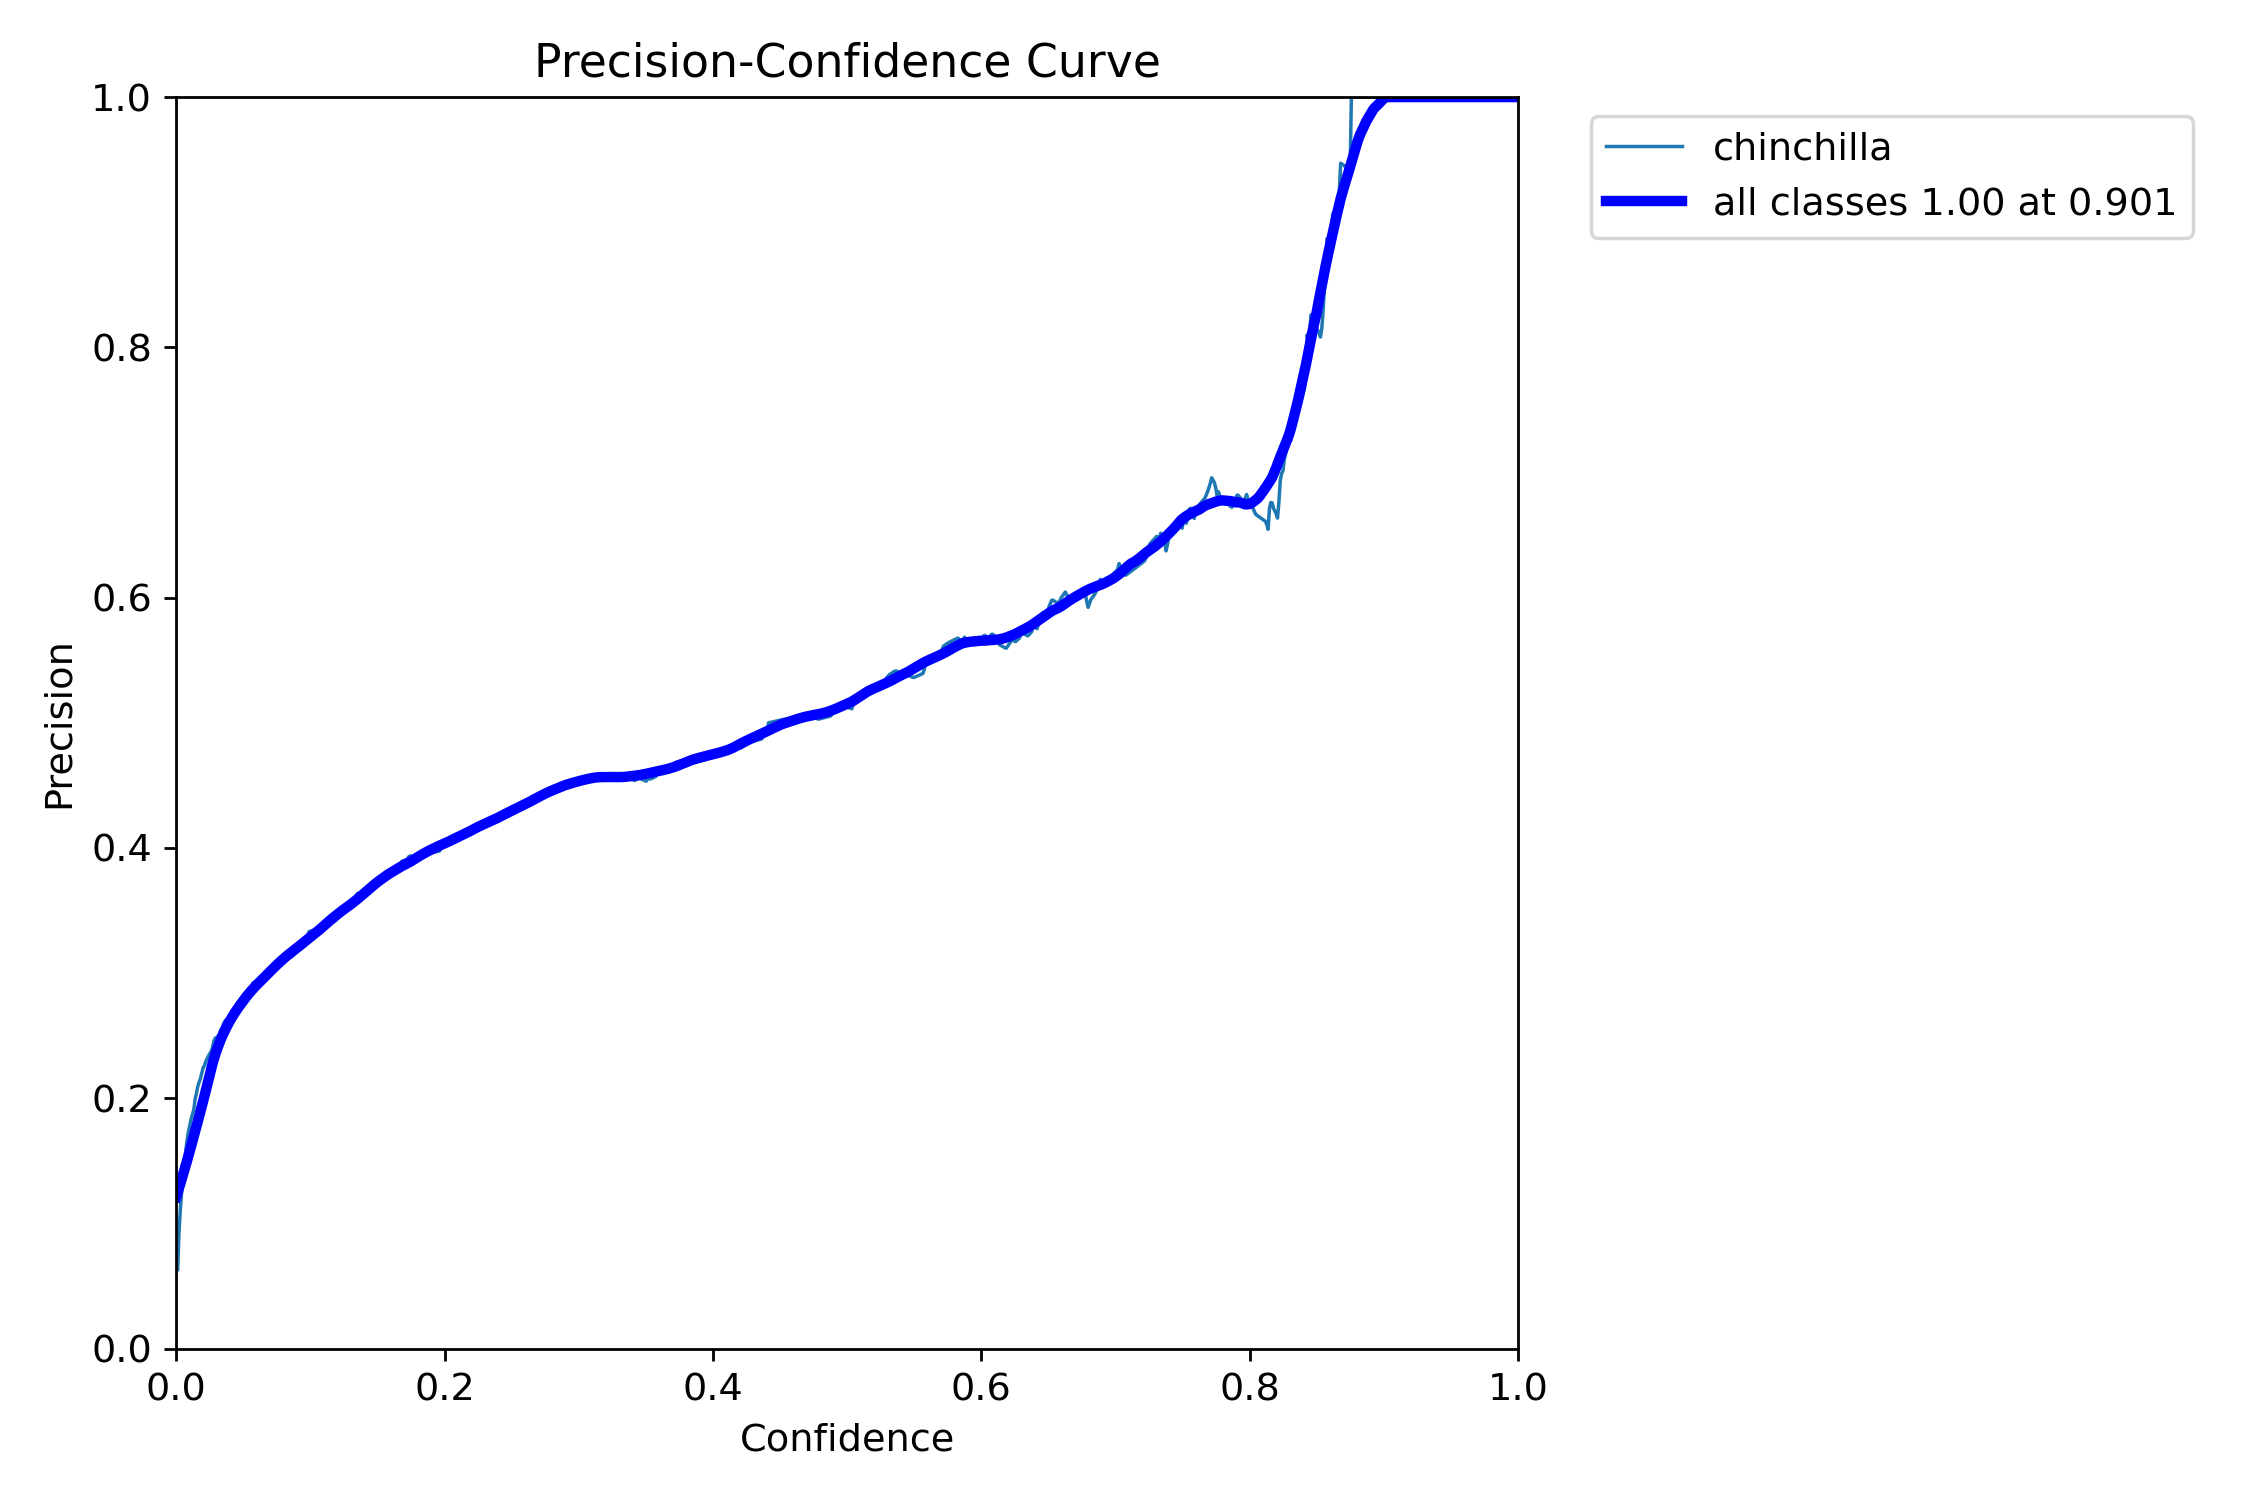 Precision-Confidence Curve
1.0
0.8
0.6
0.4
0.2
0.0
Precision
0.0 0.2 0.4 0.6 0.8 1.0
Confidence
chinchilla
all classes 1.00 at 0.901